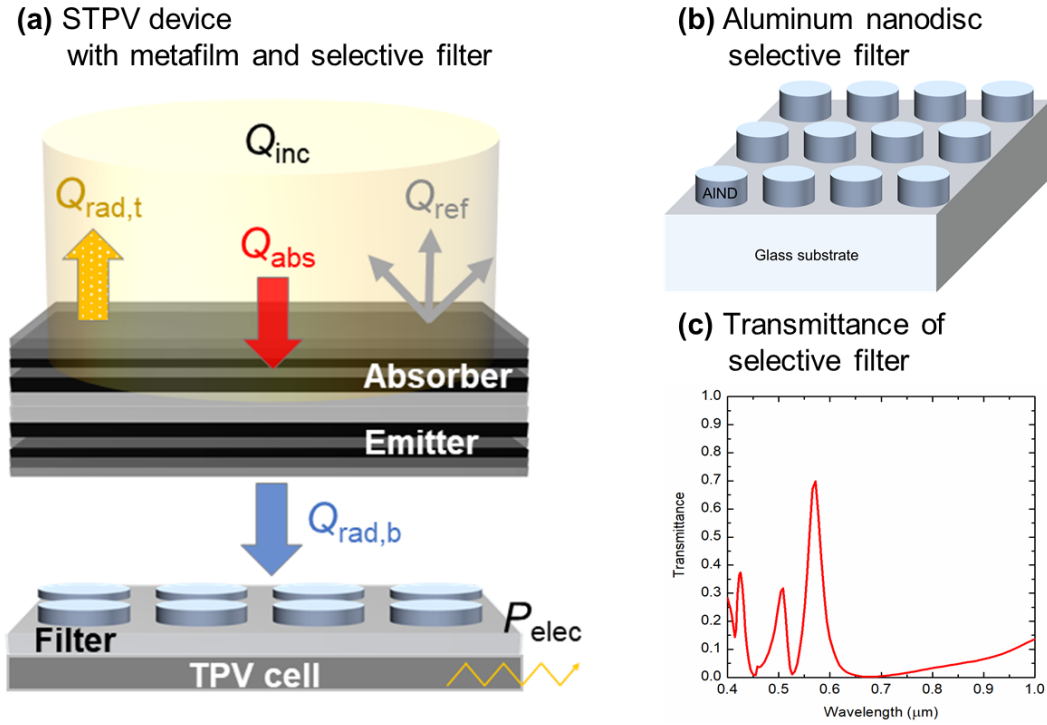 (a) STPV device
with metafilm and selective filter
Qinc
Qrad,t
Qref
Qabs
Absorber
Emitter
Qrad,b
Pelec
Filter
TPV cell
(b) Aluminum nanodisc
selective filter
AlND
Glass substrate
(c) Transmittance of
selective filter
1.0
0.9
0.8
0.7
0.6
0.5
0.4
0.3
0.2
0.1
0.0
Transmittance
0.4 0.5 0.6 0.7 0.8 0.9 1.0
Wavelength (μm)